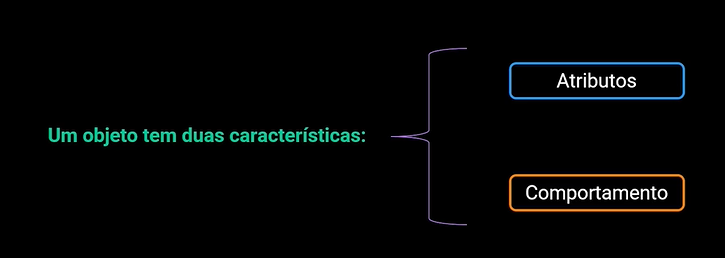 Um objeto tem duas características:
Atributos
Comportamento